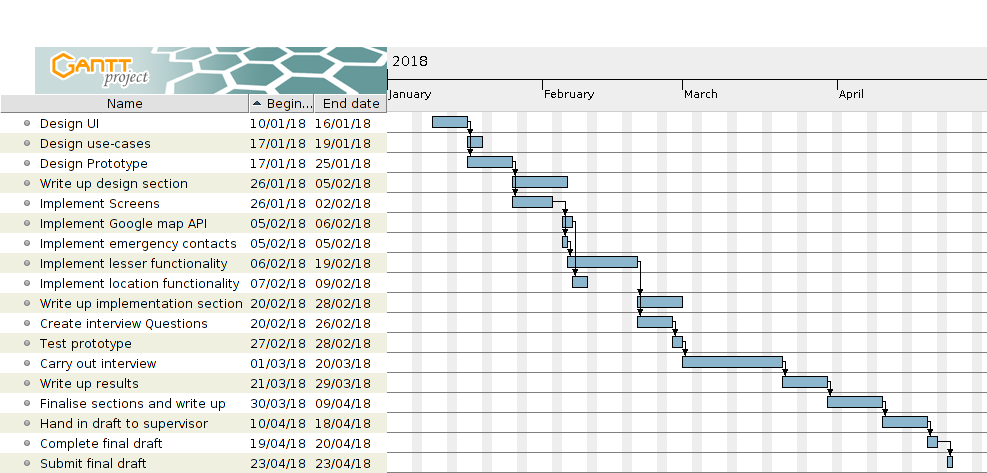 2018
GANTT
project
January February March April
Name Begin... End date
Design UI 10/01/18 16/01/18
Design use-cases 17/01/18 19/01/18
Design Prototype 17/01/18 25/01/18
Write up design section 26/01/18 05/02/18
Implement Screens 26/01/18 02/02/18
Implement Google map API 05/02/18 06/02/18
Implement emergency contacts 05/02/18 05/02/18
Implement lesser functionality 06/02/18 19/02/18
Implement location functionality 07/02/18 09/02/18
Write up implementation section 20/02/18 28/02/18
Create interview Questions 20/02/18 26/02/18
Test prototype 27/02/18 28/02/18
Carry out interview 01/03/18 20/03/18
Write up results 21/03/18 29/03/18
Finalise sections and write up 30/03/18 09/04/18
Hand in draft to supervisor 10/04/18 18/04/18
Complete final draft 19/04/18 20/04/18
Submit final draft 23/04/18 23/04/18